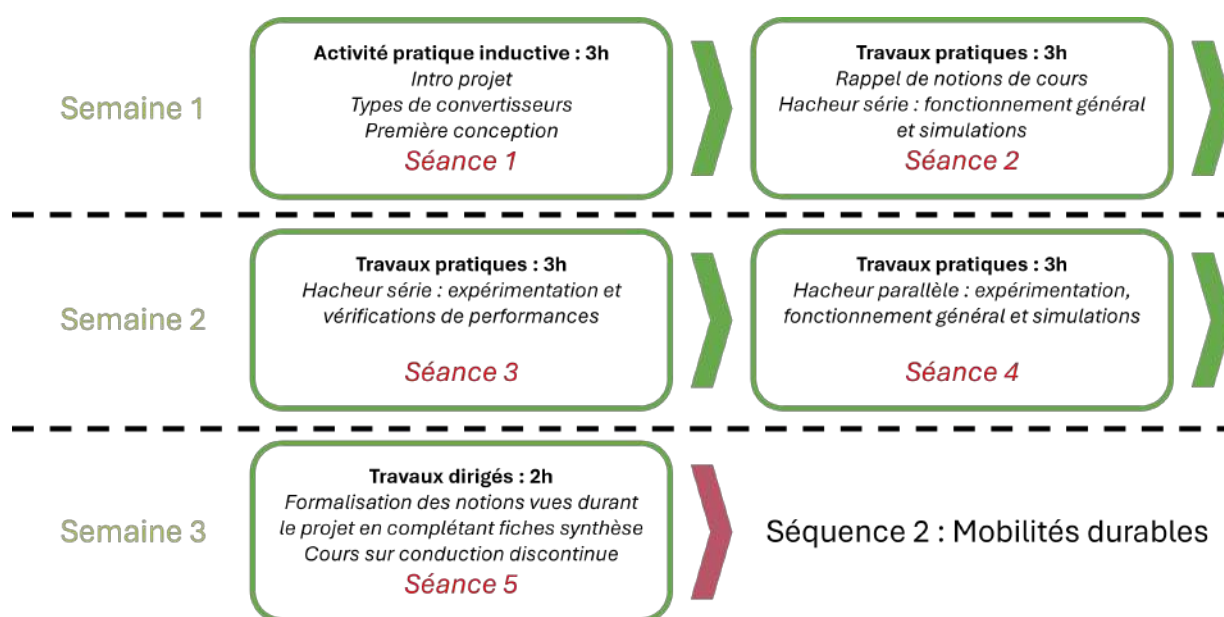 Semaine 1
Activité pratique inductive : 3h
Intro projet
Types de convertisseurs
Première conception
Séance 1
Travaux pratiques : 3h
Rappel de notions de cours
Hacheur série : fonctionnement général
et simulations
Séance 2
Semaine 2
Travaux pratiques : 3h
Hacheur série : expérimentation et
vérifications de performances
Séance 3
Travaux pratiques : 3h
Hacheur parallèle : expérimentation,
fonctionnement général et simulations
Séance 4
Semaine 3
Travaux dirigés : 2h
Formalisation des notions vues durant
le projet en complétant fiches synthèse
Cours sur conduction discontinue
Séance 5
Séquence 2 : Mobilités durables